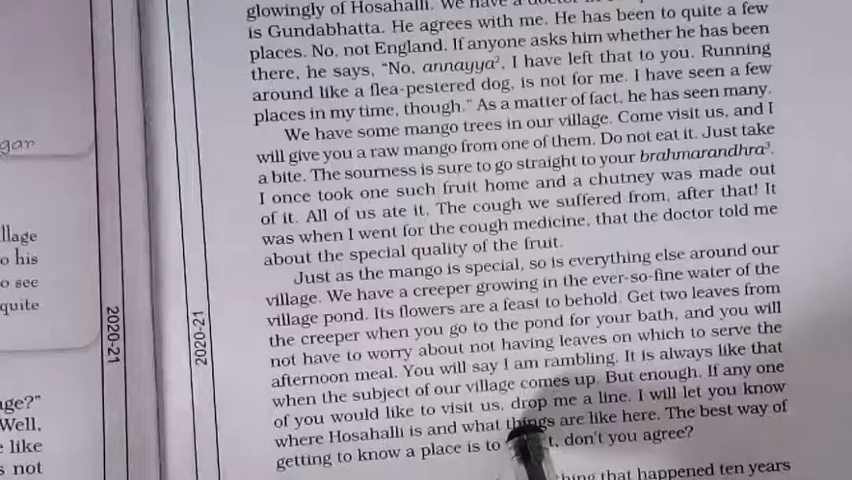 gar
llage
o his
o see
quite
2020-21
age?"
Well,
e like
s not
2020-21
glowingly of Hosahalli. We have a doctor in
is Gundabhatta. He agrees with me. He has been to quite a few
places. No, not England. If anyone asks him whether he has been
there, he says, "No, annayya². I have left that to you. Running
around like a flea-pestered dog, is not for me. I have seen a few
places in my time, though." As a matter of fact, he has seen many.
We have some mango trees in our village. Come visit us, and I
will give you a raw mango from one of them. Do not eat it. Just take
a bite. The sourness is sure to go straight to your brahmarandhra³.
I once took one such fruit home and a chutney was made out
of it. All of us ate it. The cough we suffered from, after that! It
was when I went for the cough medicine, that the doctor told me
about the special quality of the fruit.
Just as the mango is special, so is everything else around our
village. We have a creeper growing in the ever-so-fine water of the
village pond. Its flowers are a feast to behold. Get two leaves from
the creeper when you go to the pond for your bath, and you will
not have to worry about not having leaves on which to serve the
afternoon meal. You will say I am rambling. It is always like that
when the subject of our village comes up. But enough. If any one
of you would like to visit us, drop me a line. I will let you know
where Hosahalli is and what things are like here. The best way of
getting to know a place is to t, don't you agree?
thing that happened ten years